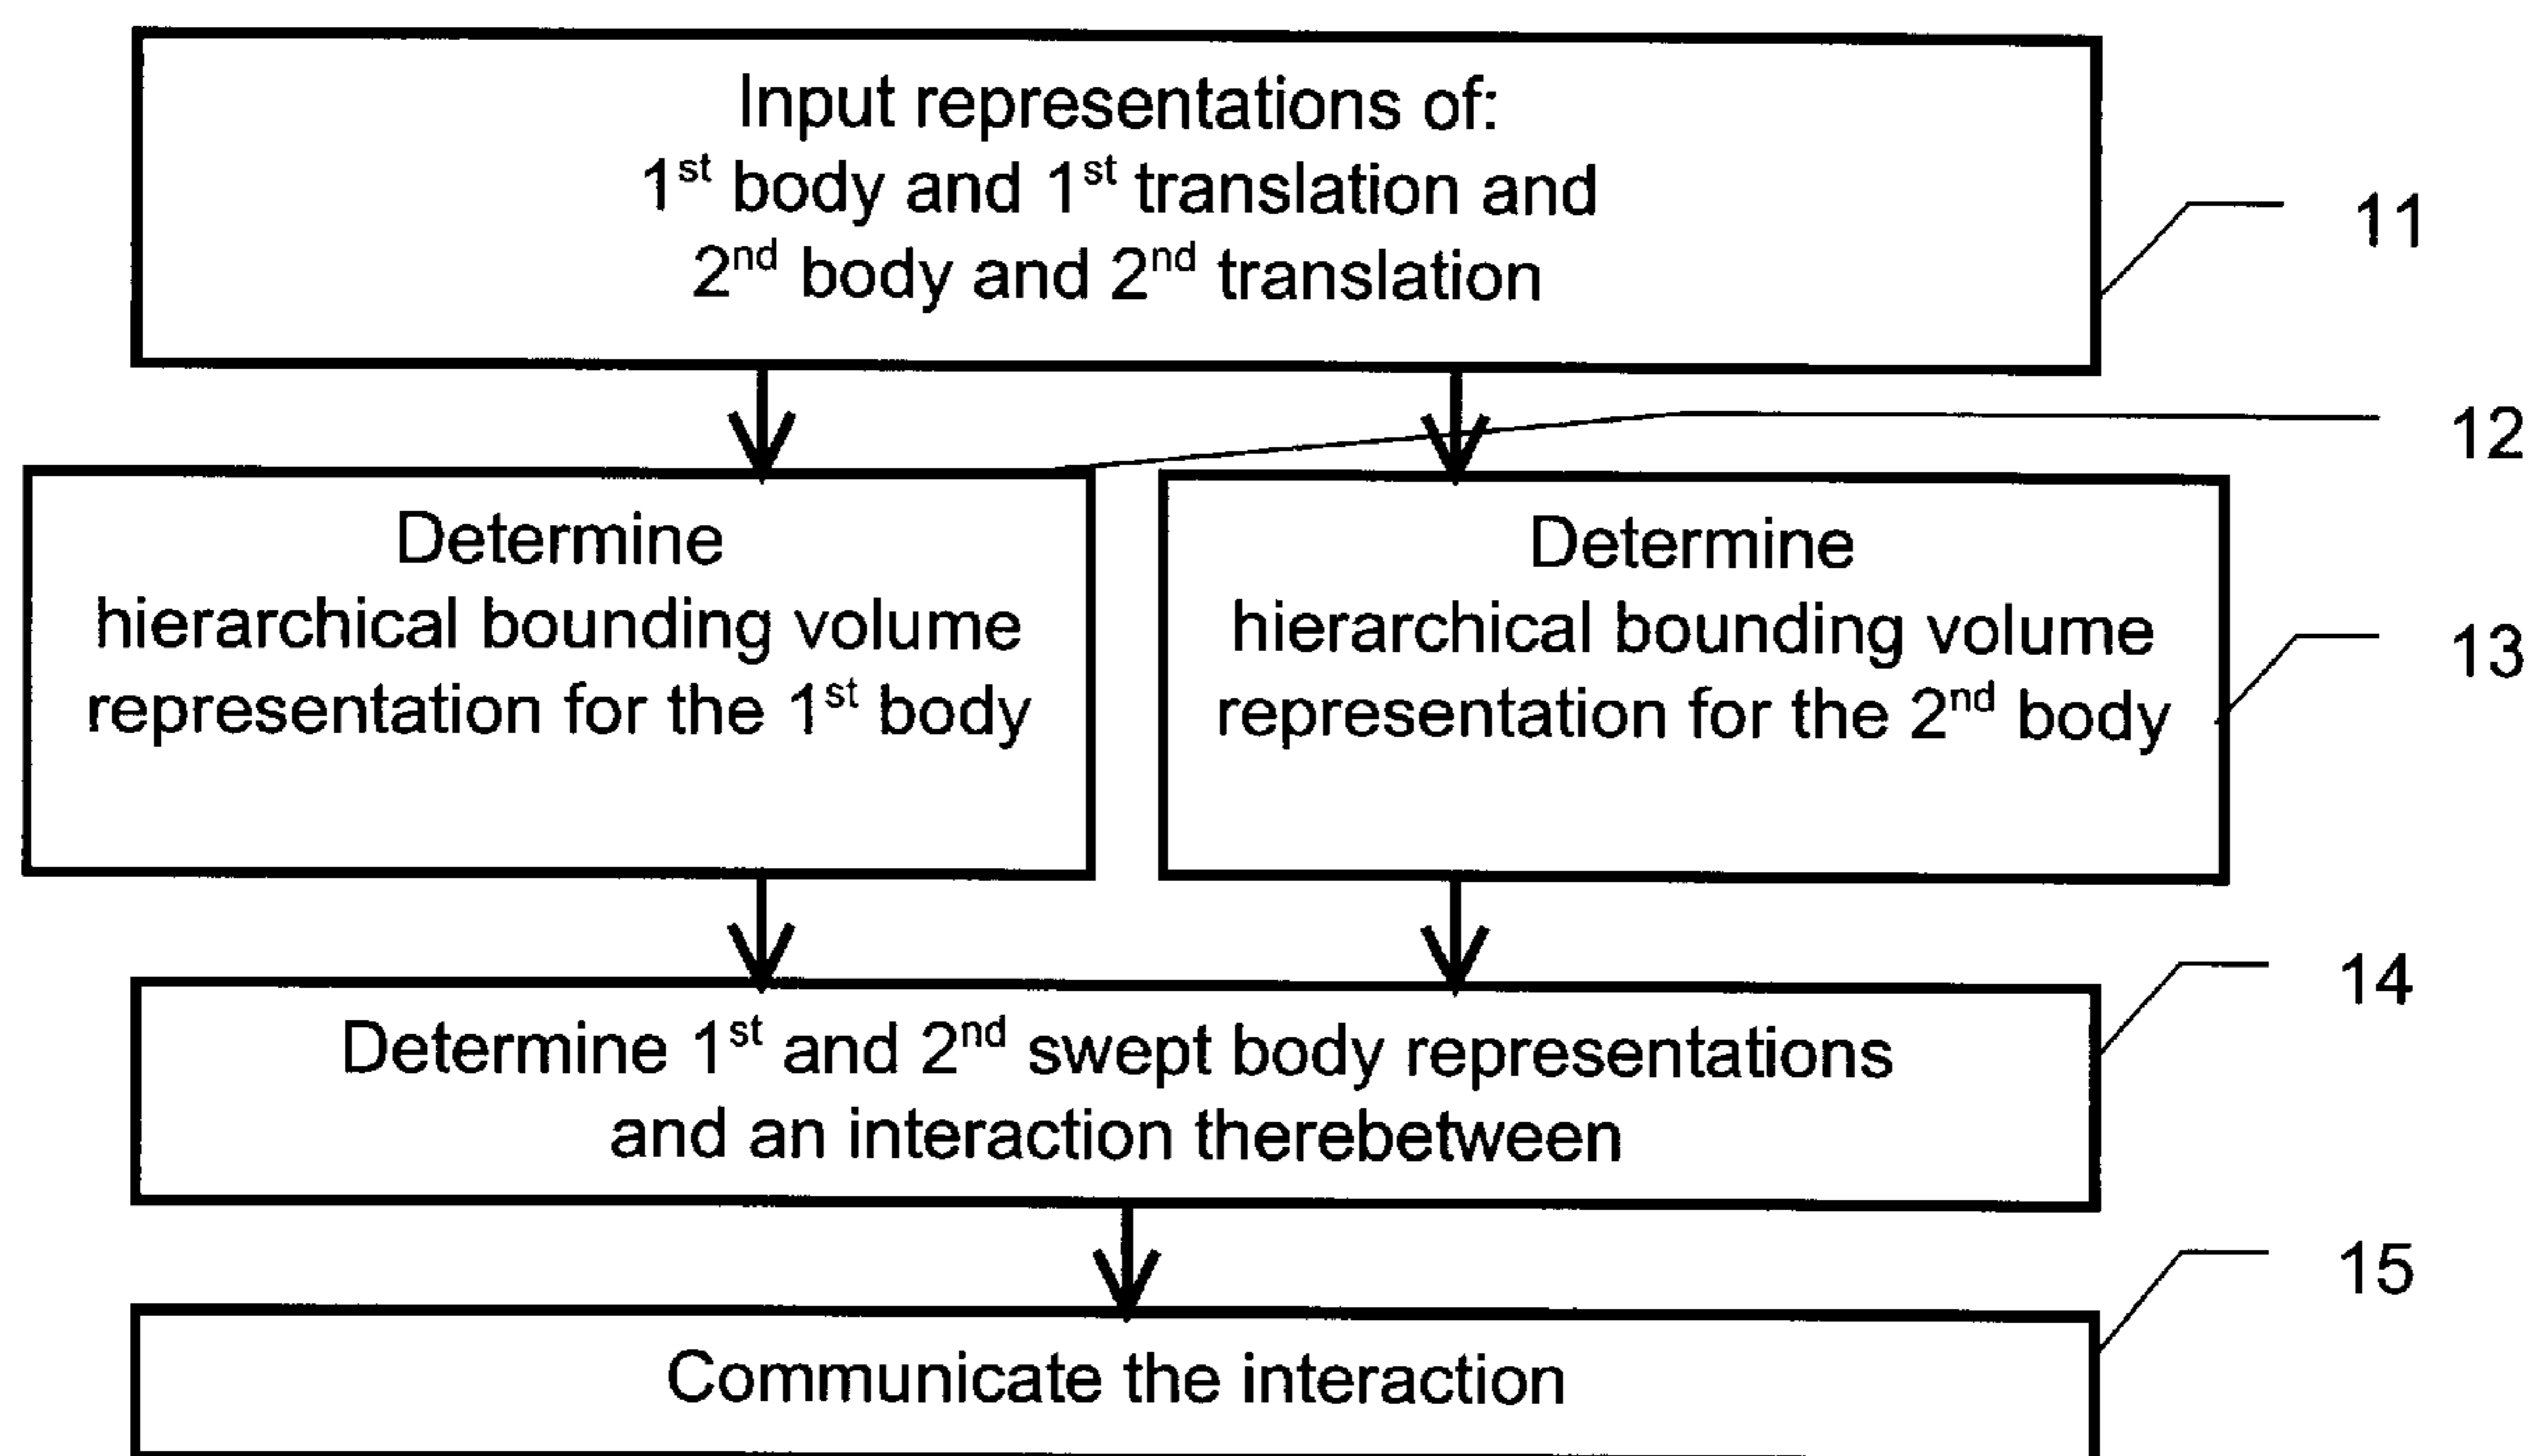 Input representations of:
1st body and 1st translation and
2nd body and 2nd translation
11
12
Determine
hierarchical bounding volume
representation for the 1st body
Determine
hierarchical bounding volume
representation for the 2nd body
13
14
Determine 1st and 2nd swept body representations
and an interaction therebetween
15
Communicate the interaction